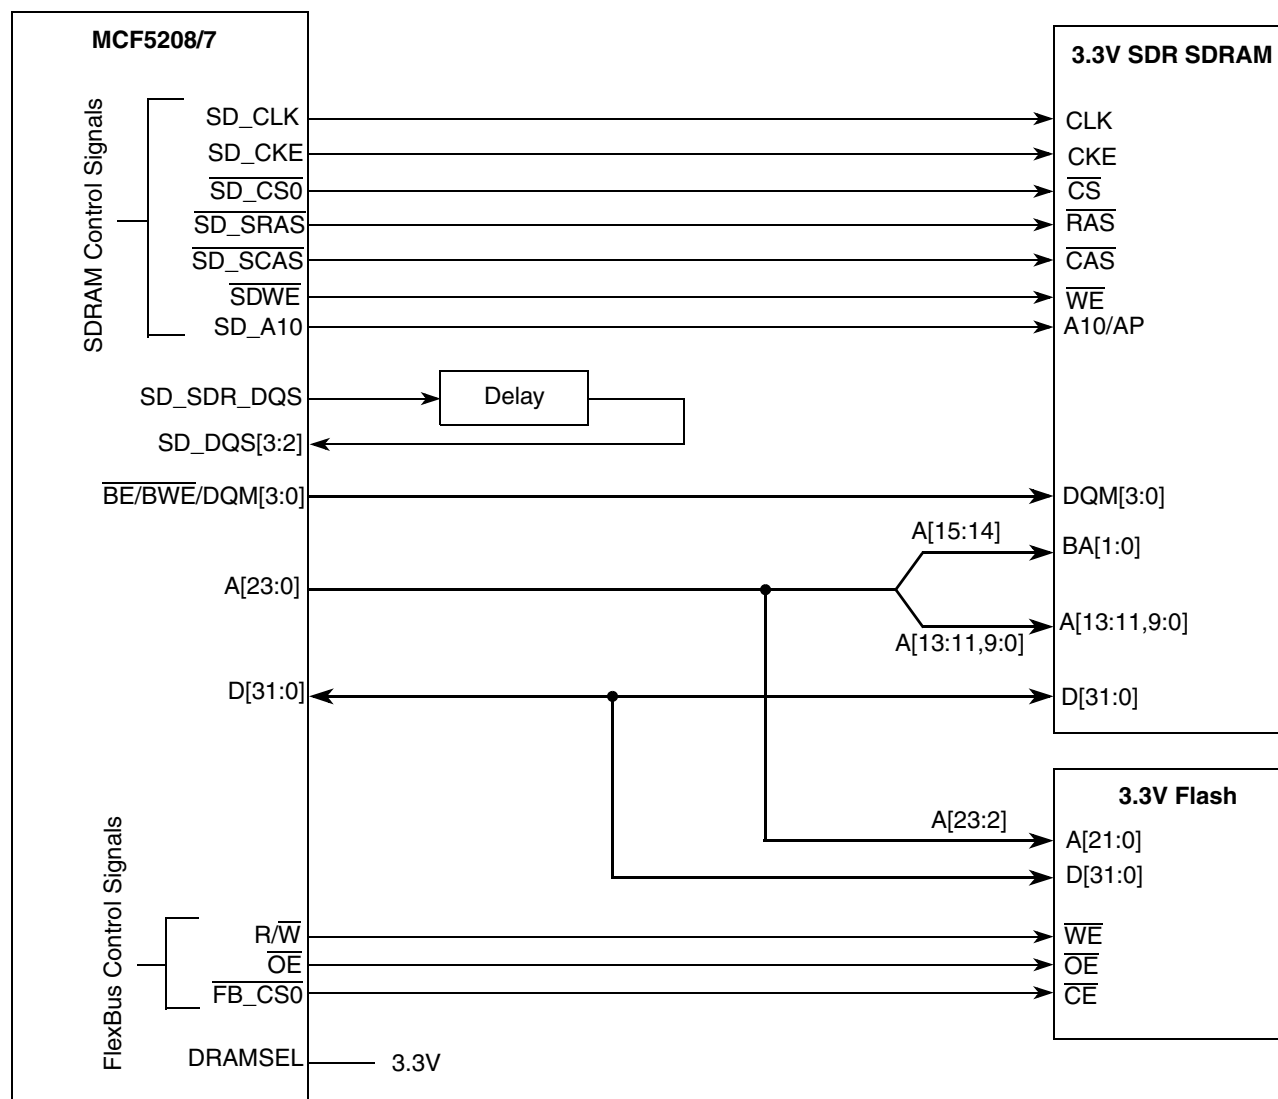 MCF5208/7
3.3V SDR SDRAM
SDRAM Control Signals
SD_CLK
CLK
SD_CKE
CKE
SD_CS0
CS
SD_SRAS
RAS
SD_SCAS
CAS
SDWE
WE
SD_A10
A10/AP
SD_SDR_DQS
Delay
SD_DQS[3:2]
BE/BWE/DQM[3:0]
DQM[3:0]
A[15:14]
BA[1:0]
A[23:0]
A[13:11,9:0]
A[13:11,9:0]
D[31:0]
D[31:0]
3.3V Flash
A[23:2]
A[21:0]
D[31:0]
FlexBus Control Signals
R/W
WE
OE
OE
FB_CS0
CE
DRAMSEL
3.3V